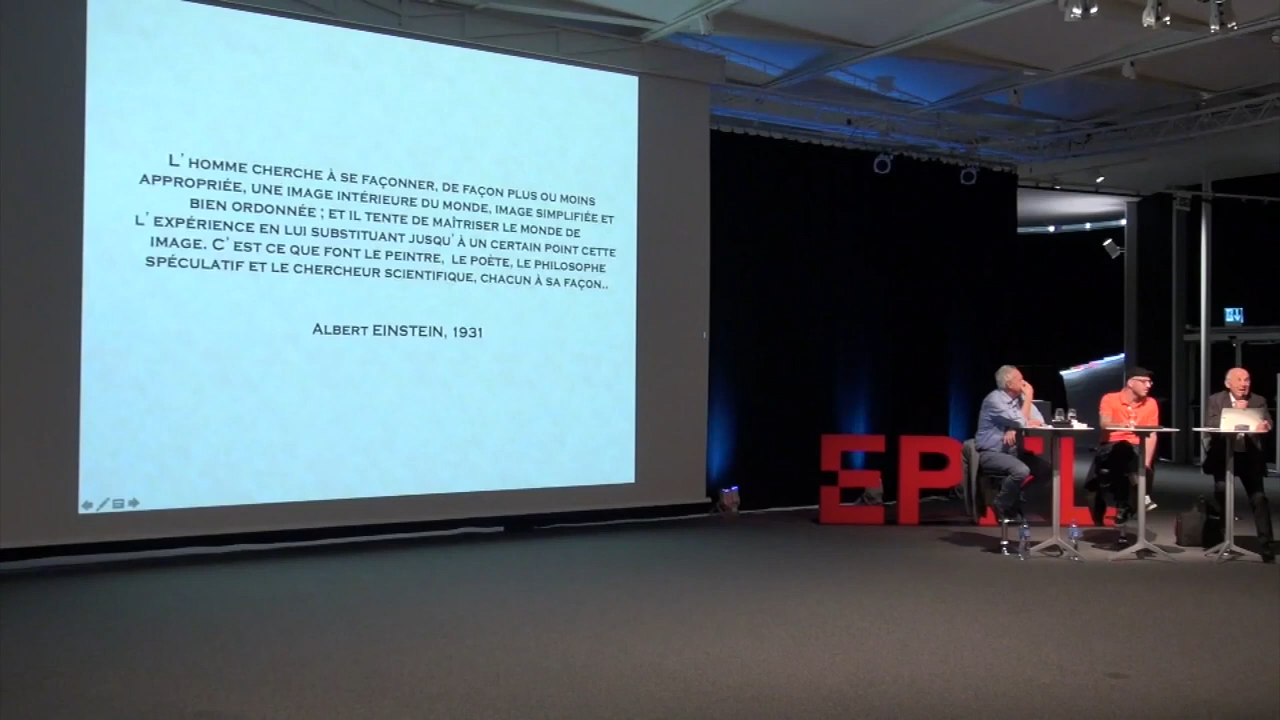 L'HOMME CHERCHE À SE FAÇONNER, DE FAÇON PLUS OU MOINS
APPROPRIÉE, UNE IMAGE INTÉRIEURE DU MONDE, IMAGE SIMPLIFIÉE ET
BIEN ORDONNÉE ; ET IL TENTE DE MAÎTRISER LE MONDE DE
L'EXPÉRIENCE EN LUI SUBSTITUANT JUSQU'À UN CERTAIN POINT CETTE
IMAGE. C'EST CE QUE FONT LE PEINTRE, LE POÈTE, LE PHILOSOPHE
SPÉCULATIF ET LE CHERCHEUR SCIENTIFIQUE, CHACUN À SA FAÇON..
ALBERT EINSTEIN, 1931
EPFL